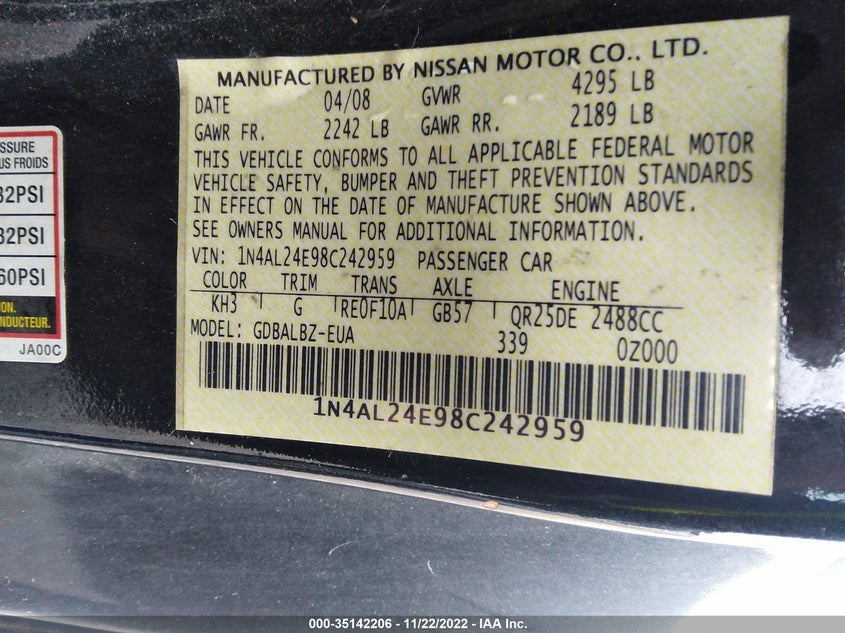 MANUFACTURED BY NISSAN MOTOR CO., LTD.
DATE 04/08 GVWR 4295 LB
GAWR FR. 2242 LB GAWR RR. 2189 LB
THIS VEHICLE CONFORMS TO ALL APPLICABLE FEDERAL MOTOR
VEHICLE SAFETY, BUMPER AND THEFT PREVENTION STANDARDS
IN EFFECT ON THE DATE OF MANUFACTURE SHOWN ABOVE.
SEE OWNERS MANUAL FOR ADDITIONAL INFORMATION.
VIN: 1N4AL24E98C242959 PASSENGER CAR
COLOR TRIM TRANS AXLE ENGINE
KH3 G RE0F10A GB57 QR25DE 2488CC
MODEL: GDBALBZ-EUA 339 0Z000
1N4AL24E98C242959
SSURE
US FROIDS
32PSI
32PSI
60PSI
ON.
NDUCTEUR.
JA00C
000-35142206 - 11/22/2022 - IAA Inc.